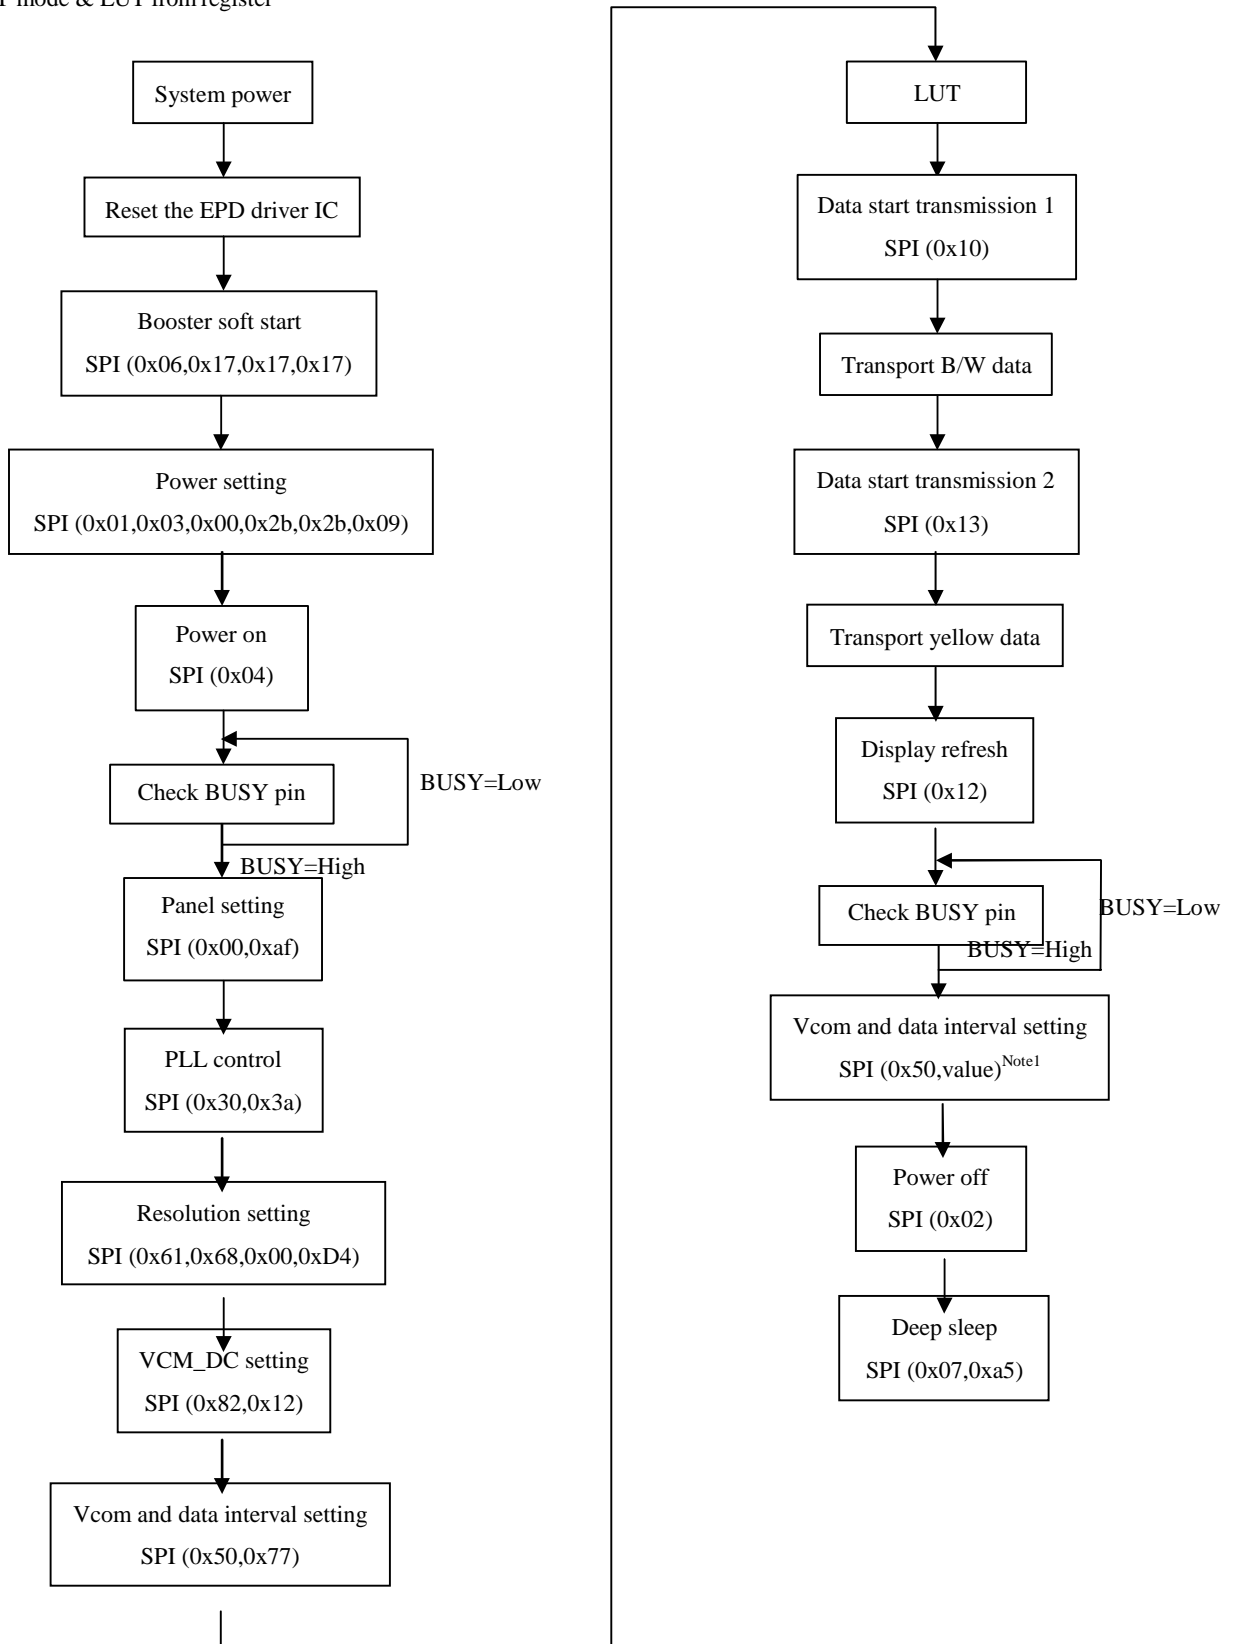 mode & LUT from register
System power
Reset the EPD driver IC
Booster soft start
SPI (0x06,0x17,0x17,0x17)
Power setting
SPI (0x01,0x03,0x00,0x2b,0x2b,0x09)
Power on
SPI (0x04)
Check BUSY pin
BUSY=Low
BUSY=High
Panel setting
SPI (0x00,0xaf)
PLL control
SPI (0x30,0x3a)
Resolution setting
SPI (0x61,0x68,0x00,0xD4)
VCM_DC setting
SPI (0x82,0x12)
Vcom and data interval setting
SPI (0x50,0x77)
LUT
Data start transmission 1
SPI (0x10)
Transport B/W data
Data start transmission 2
SPI (0x13)
Transport yellow data
Display refresh
SPI (0x12)
Check BUSY pin
BUSY=Low
BUSY=High
Vcom and data interval setting
SPI (0x50,value)Note1
Power off
SPI (0x02)
Deep sleep
SPI (0x07,0xa5)